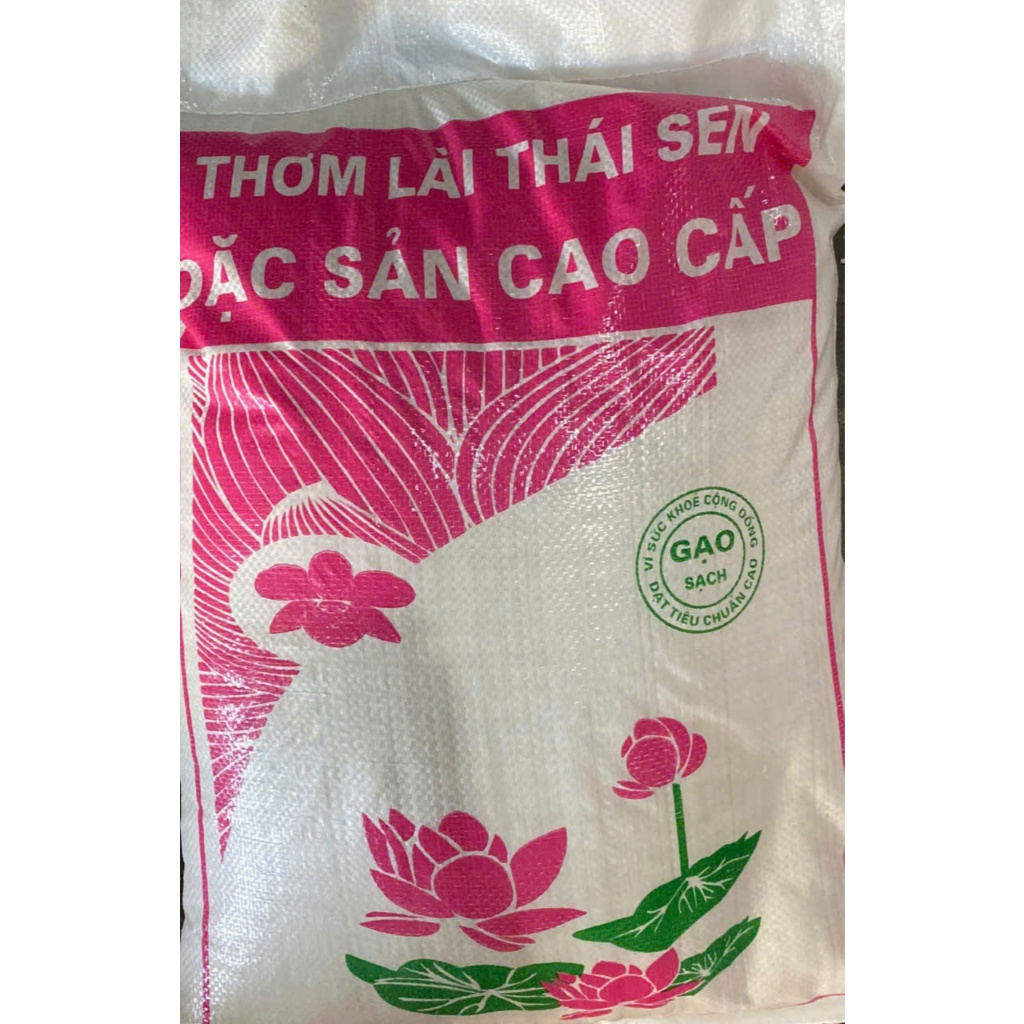 THƠM LÀI THÁI SEN
ĐẶC SẢN CAO CẤP
VÌ SỨC KHOẺ CỘNG ĐỒNG
GẠO
SẠCH
ĐẠT TIÊU CHUẨN CAO